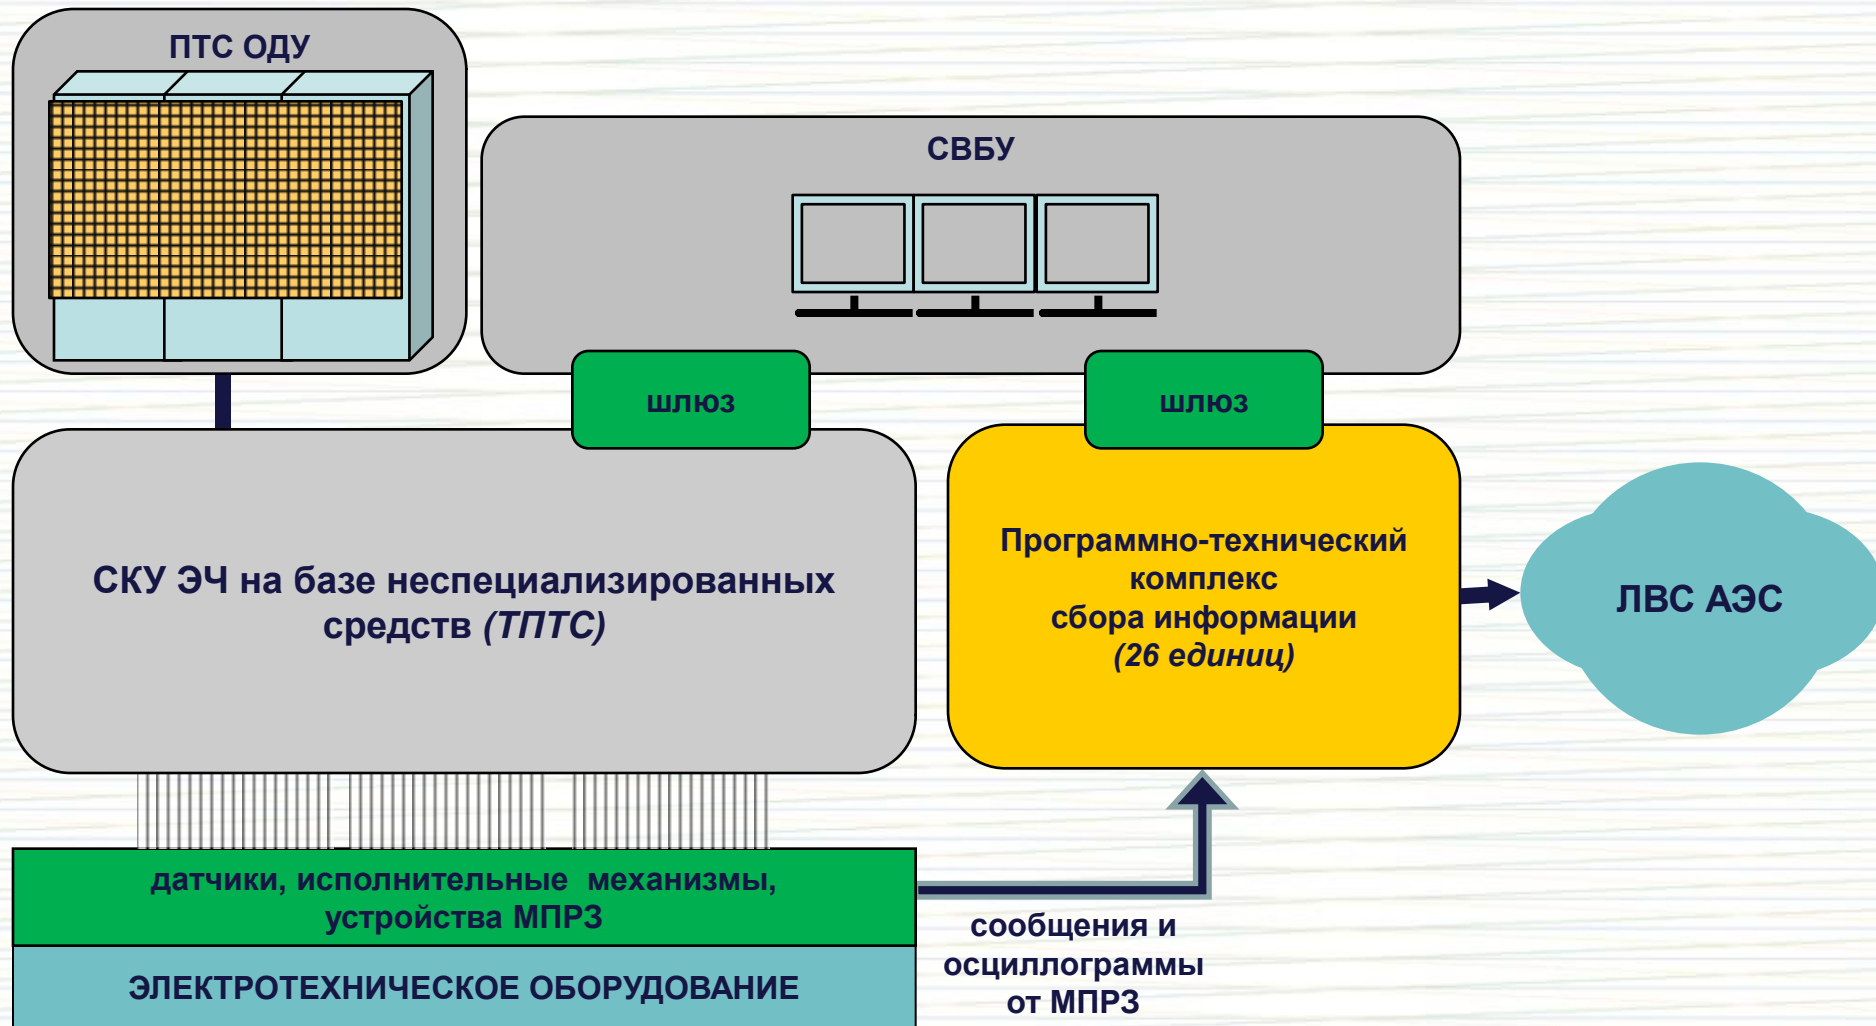 ПТС ОДУ
СВБУ
шлюз
шлюз
СКУ ЭЧ на базе неспециализированных
средств (ТПТС)
Программно-технический
комплекс
сбора информации
(26 единиц)
ЛВС АЭС
датчики, исполнительные механизмы,
устройства МПРЗ
ЭЛЕКТРОТЕХНИЧЕСКОЕ ОБОРУДОВАНИЕ
сообщения и
осциллограммы
от МПРЗ